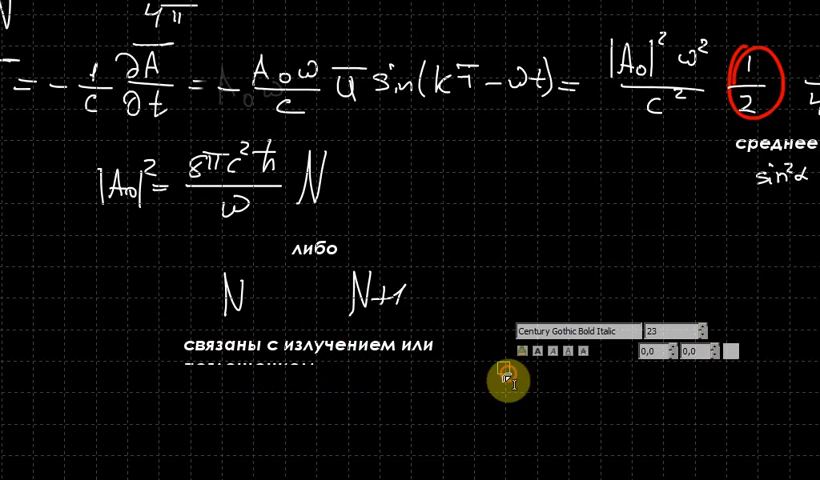 4π
= - 1/c ∂A̅/∂t = - A₀ω/c u̅ sin(kr̅ - ωt) = |A₀|² ω²/c² 1/2
среднее
sin²α
|A₀|² = 8πc²ħ/ω N
либо
N N+1
Century Gothic Bold Italic 23
0,0 0,0
связаны с излучением или